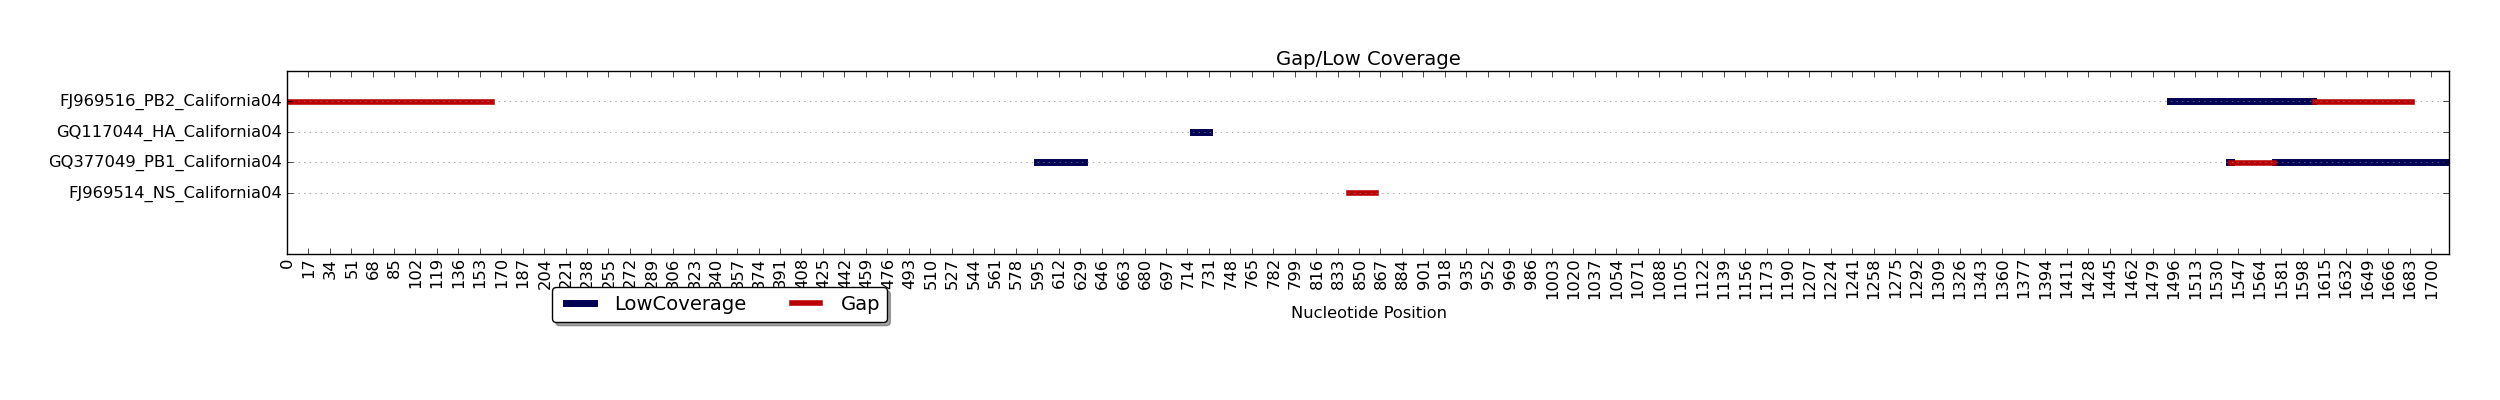 Gap/Low Coverage
FJ969516_PB2_California04
GQ117044_HA_California04
GQ377049_PB1_California04
FJ969514_NS_California04
0 17 34 51 68 85 102 119 136 153 170 187 204 221 238 255 272 289 306 323 340 357 374 391 408 425 442 459 476 493 510 527 544 561 578 595 612 629 646 663 680 697 714 731 748 765 782 799 816 833 850 867 884 901 918 935 952 969 986 1003 1020 1037 1054 1071 1088 1105 1122 1139 1156 1173 1190 1207 1224 1241 1258 1275 1292 1309 1326 1343 1360 1377 1394 1411 1428 1445 1462 1479 1496 1513 1530 1547 1564 1581 1598 1615 1632 1649 1666 1683 1700
LowCoverage Gap
Nucleotide Position